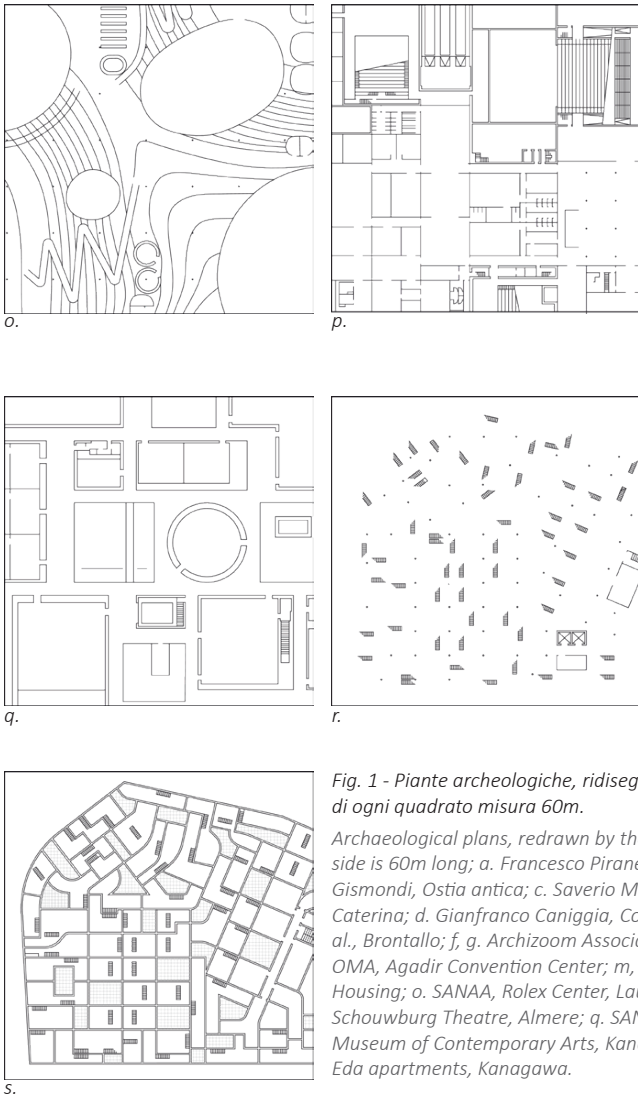 o.
p.
q.
r.
s.
Fig. 1 - Piante archeologiche, ridiseg
di ogni quadrato misura 60m.
Archaeological plans, redrawn by th
side is 60m long; a. Francesco Pirane
Gismondi, Ostia antica; c. Saverio M
Caterina; d. Gianfranco Caniggia, Co
al., Brontallo; f, g. Archizoom Associ
OMA, Agadir Convention Center; m,
Housing; o. SANAA, Rolex Center, Lau
Schouwburg Theatre, Almere; q. SAN
Museum of Contemporary Arts, Kan
Eda apartments, Kanagawa.